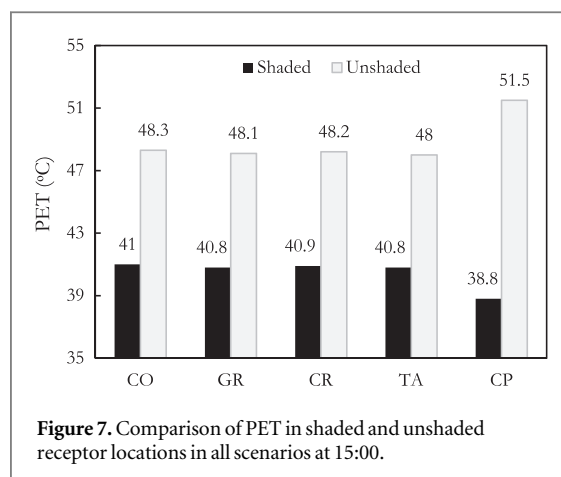 55
Shaded Unshaded
51.5
51
48.3 48.1 48.2 48
47
PET (ºC)
43
41 40.8 40.9 40.8
38.8
39
35
CO GR CR TA CP
Figure 7. Comparison of PET in shaded and unshaded
receptor locations in all scenarios at 15:00.